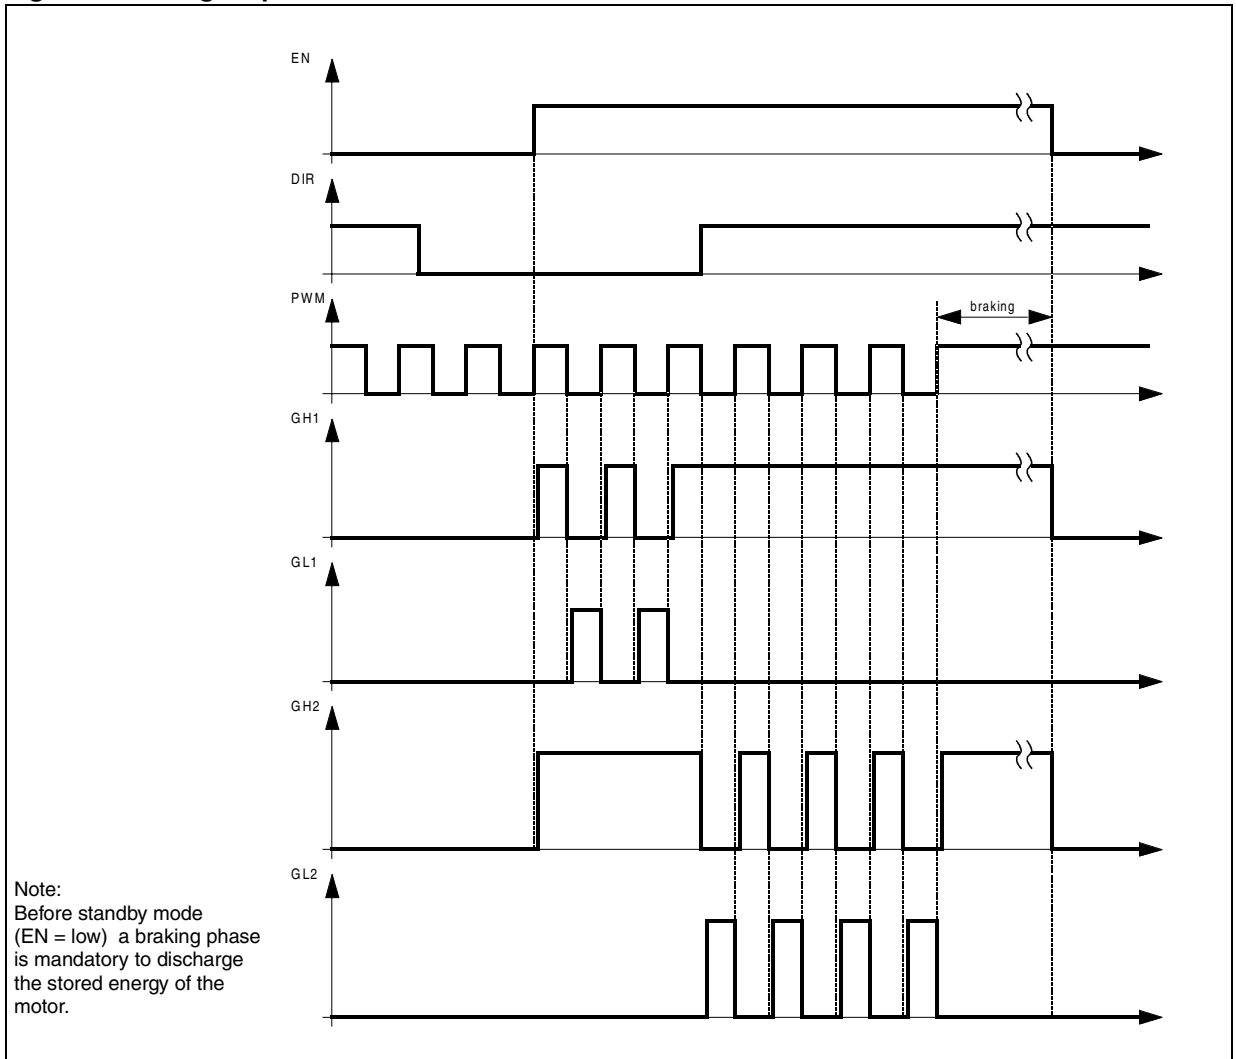 EN
DIR
PWM
braking
GH1
GL1
GH2
GL2
Note:
Before standby mode
(EN = low) a braking phase
is mandatory to discharge
the stored energy of the
motor.